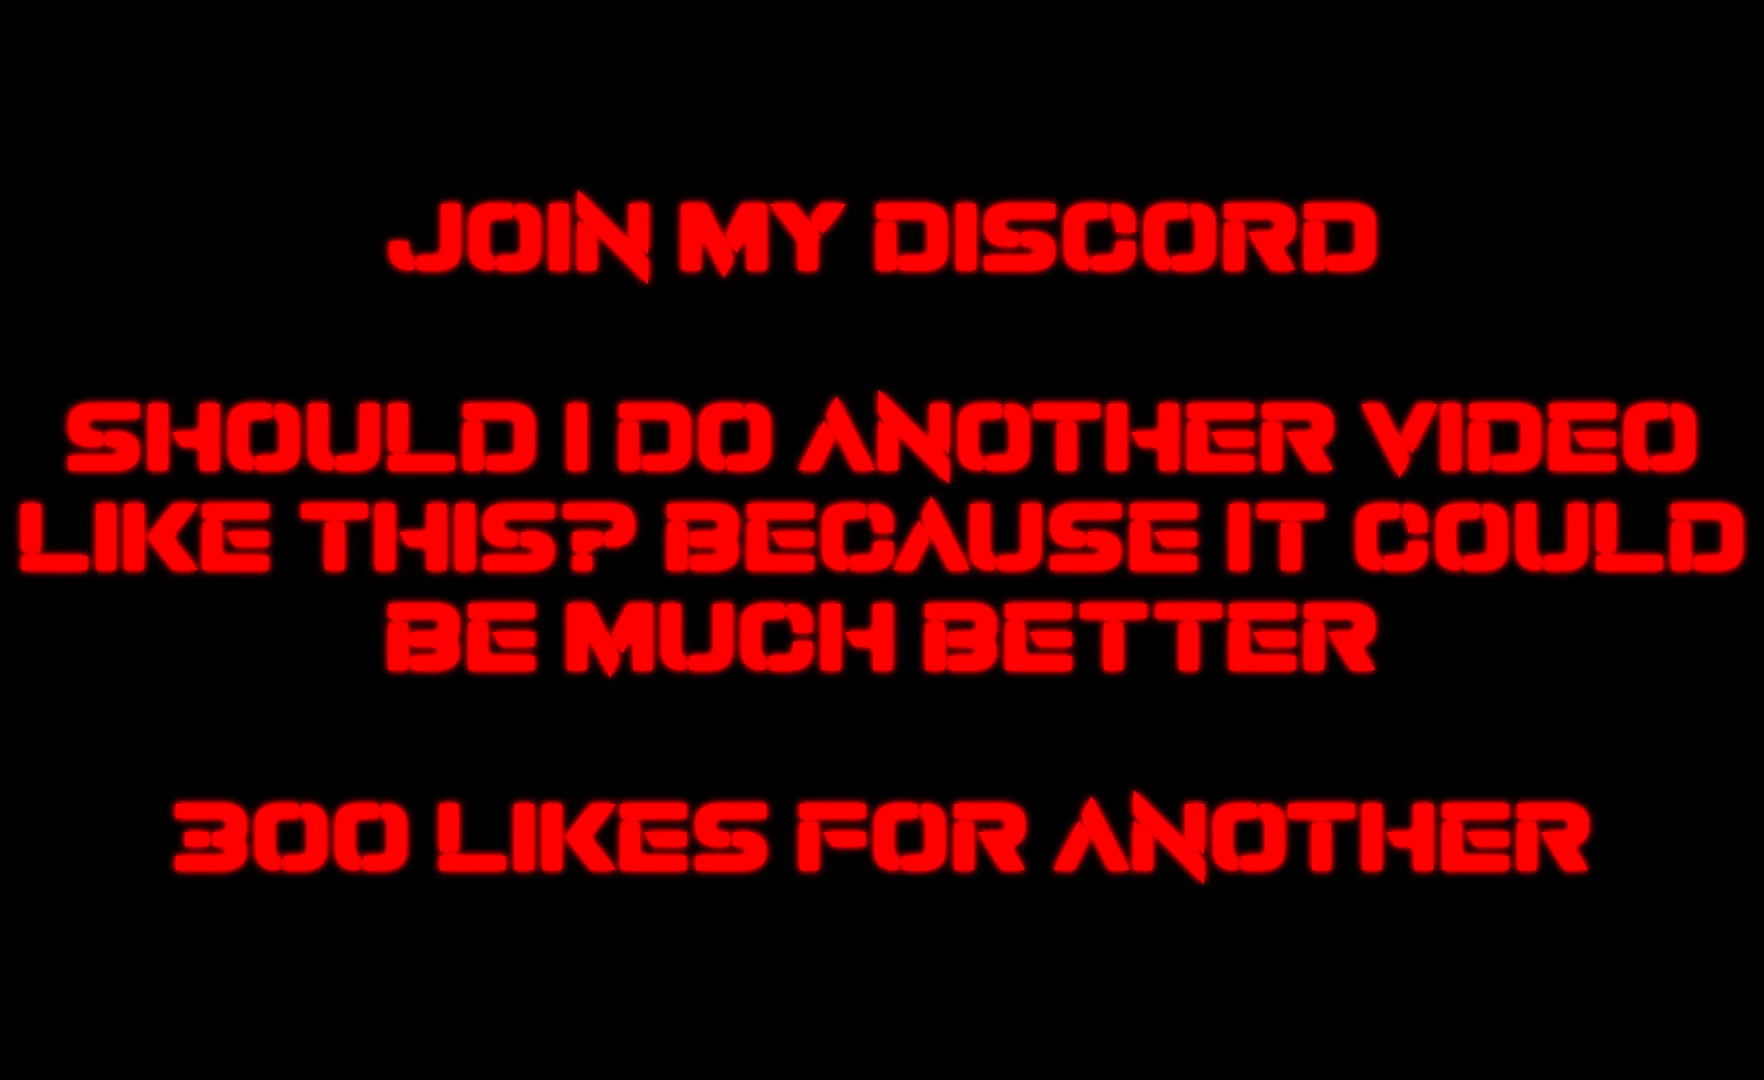 JOIN MY DISCORD
SHOULD I DO ANOTHER VIDEO
LIKE THIS? BECAUSE IT COULD
BE MUCH BETTER
300 LIKES FOR ANOTHER